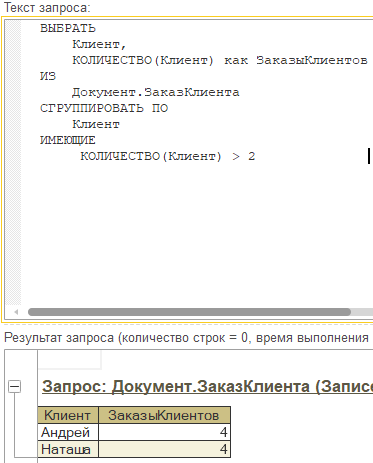 Текст запроса:
ВЫБРАТЬ
Клиент,
КОЛИЧЕСТВО(Клиент) как ЗаказыКлиентов
ИЗ
Документ.ЗаказКлиента
СГРУППИРОВАТЬ ПО
Клиент
ИМЕЮЩИЕ
КОЛИЧЕСТВО(Клиент) > 2
Результат запроса (количество строк = 0, время выполнения
Запрос: Документ.ЗаказКлиента (Записе
Клиент ЗаказыКлиентов
Андрей 4
Наташа 4